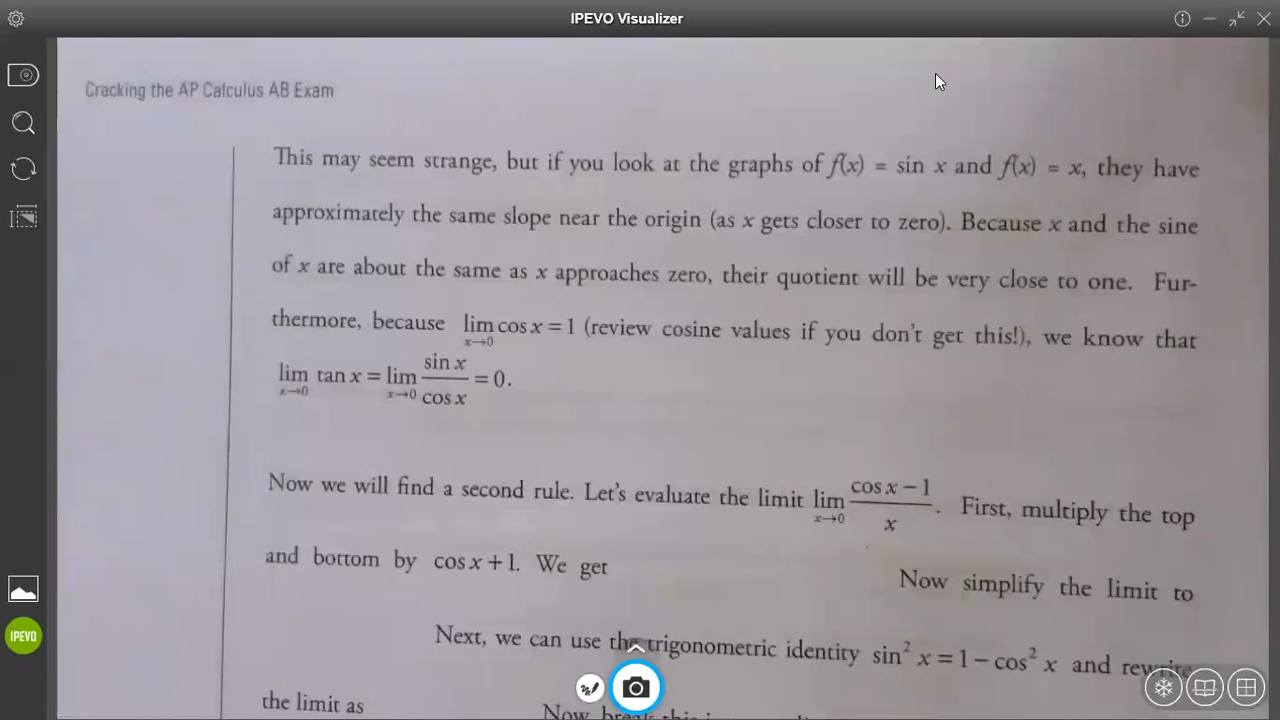 IPEVO Visualizer
Cracking the AP Calculus AB Exam
This may seem strange, but if you look at the graphs of f(x) = sin x and f(x) = x, they have
approximately the same slope near the origin (as x gets closer to zero). Because x and the sine
of x are about the same as x approaches zero, their quotient will be very close to one. Fur-
thermore, because lim x→0 cos x = 1 (review cosine values if you don't get this!), we know that
lim x→0 tan x = lim x→0 sin x / cos x = 0.
Now we will find a second rule. Let's evaluate the limit lim x→0 cos x − 1 / x . First, multiply the top
and bottom by cos x + 1. We get Now simplify the limit to
Next, we can use the trigonometric identity sin² x = 1 − cos² x and rewrite
the limit as Now break this into
IPEVO